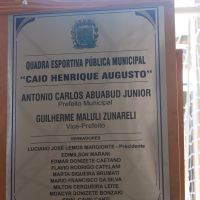 QUADRA ESPORTIVA PÚBLICA MUNICIPAL
"CAIO HENRIQUE AUGUSTO"
ANTONIO CARLOS ABUABUD JUNIOR
Prefeito Municipal
GUILHERME MALULI ZUNARELI
Vice-Prefeito
VEREADORES
LUCIANO JOSÉ LEMOS MARGIONTE - Presidente
EDMILSON MARANI
EDMAR DONIZETE CAETANO
FLAVIO RODRIGO CATELANI
MARTA SIQUEIRA BRUMATI
MARIO FRANCISCO DA SILVA
MILTON CERQUEIRA LEITE
MOACYR DONIZETE BONZAKI